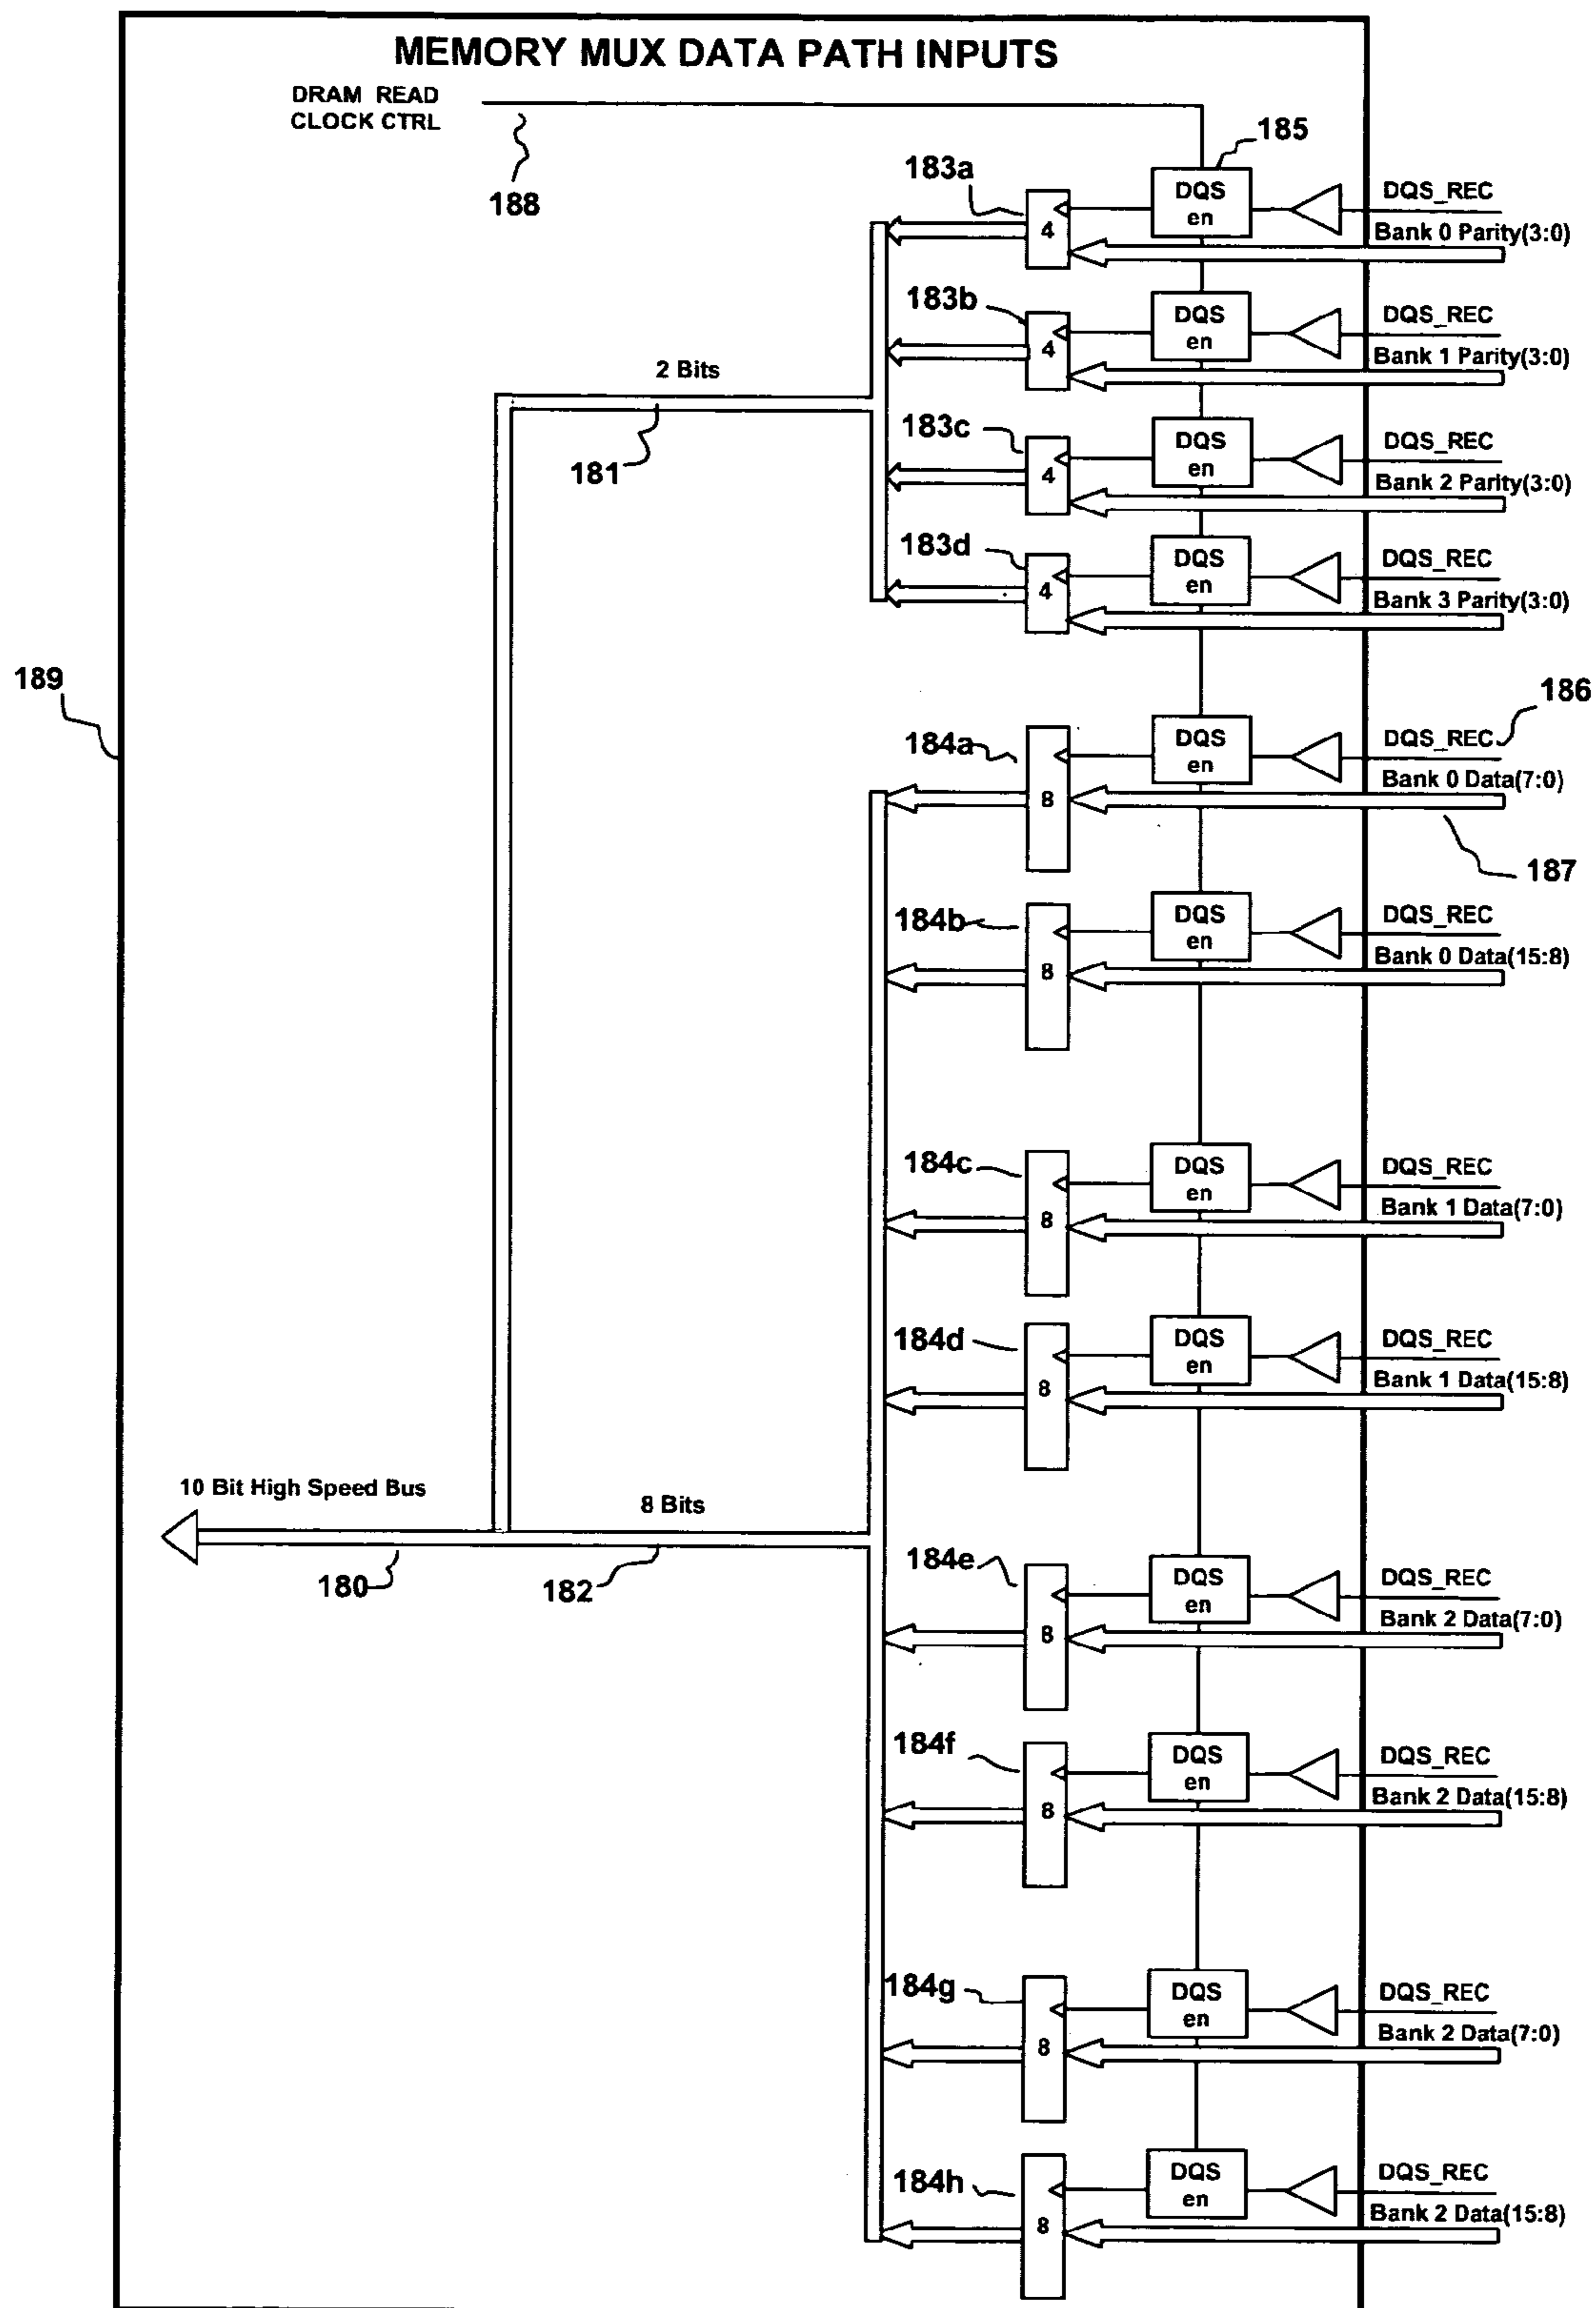 MEMORY MUX DATA PATH INPUTS
DRAM READ
CLOCK CTRL
188
185
183a
4
DQS
en
DQS_REC
Bank 0 Parity(3:0)
183b
4
DQS
en
DQS_REC
Bank 1 Parity(3:0)
2 Bits
181
183c
4
DQS
en
DQS_REC
Bank 2 Parity(3:0)
183d
4
DQS
en
DQS_REC
Bank 3 Parity(3:0)
189
186
184a
8
DQS
en
DQS_REC
Bank 0 Data(7:0)
187
184b
8
DQS
en
DQS_REC
Bank 0 Data(15:8)
184c
8
DQS
en
DQS_REC
Bank 1 Data(7:0)
184d
8
DQS
en
DQS_REC
Bank 1 Data(15:8)
10 Bit High Speed Bus
8 Bits
180
182
184e
8
DQS
en
DQS_REC
Bank 2 Data(7:0)
184f
8
DQS
en
DQS_REC
Bank 2 Data(15:8)
184g
8
DQS
en
DQS_REC
Bank 2 Data(7:0)
184h
8
DQS
en
DQS_REC
Bank 2 Data(15:8)